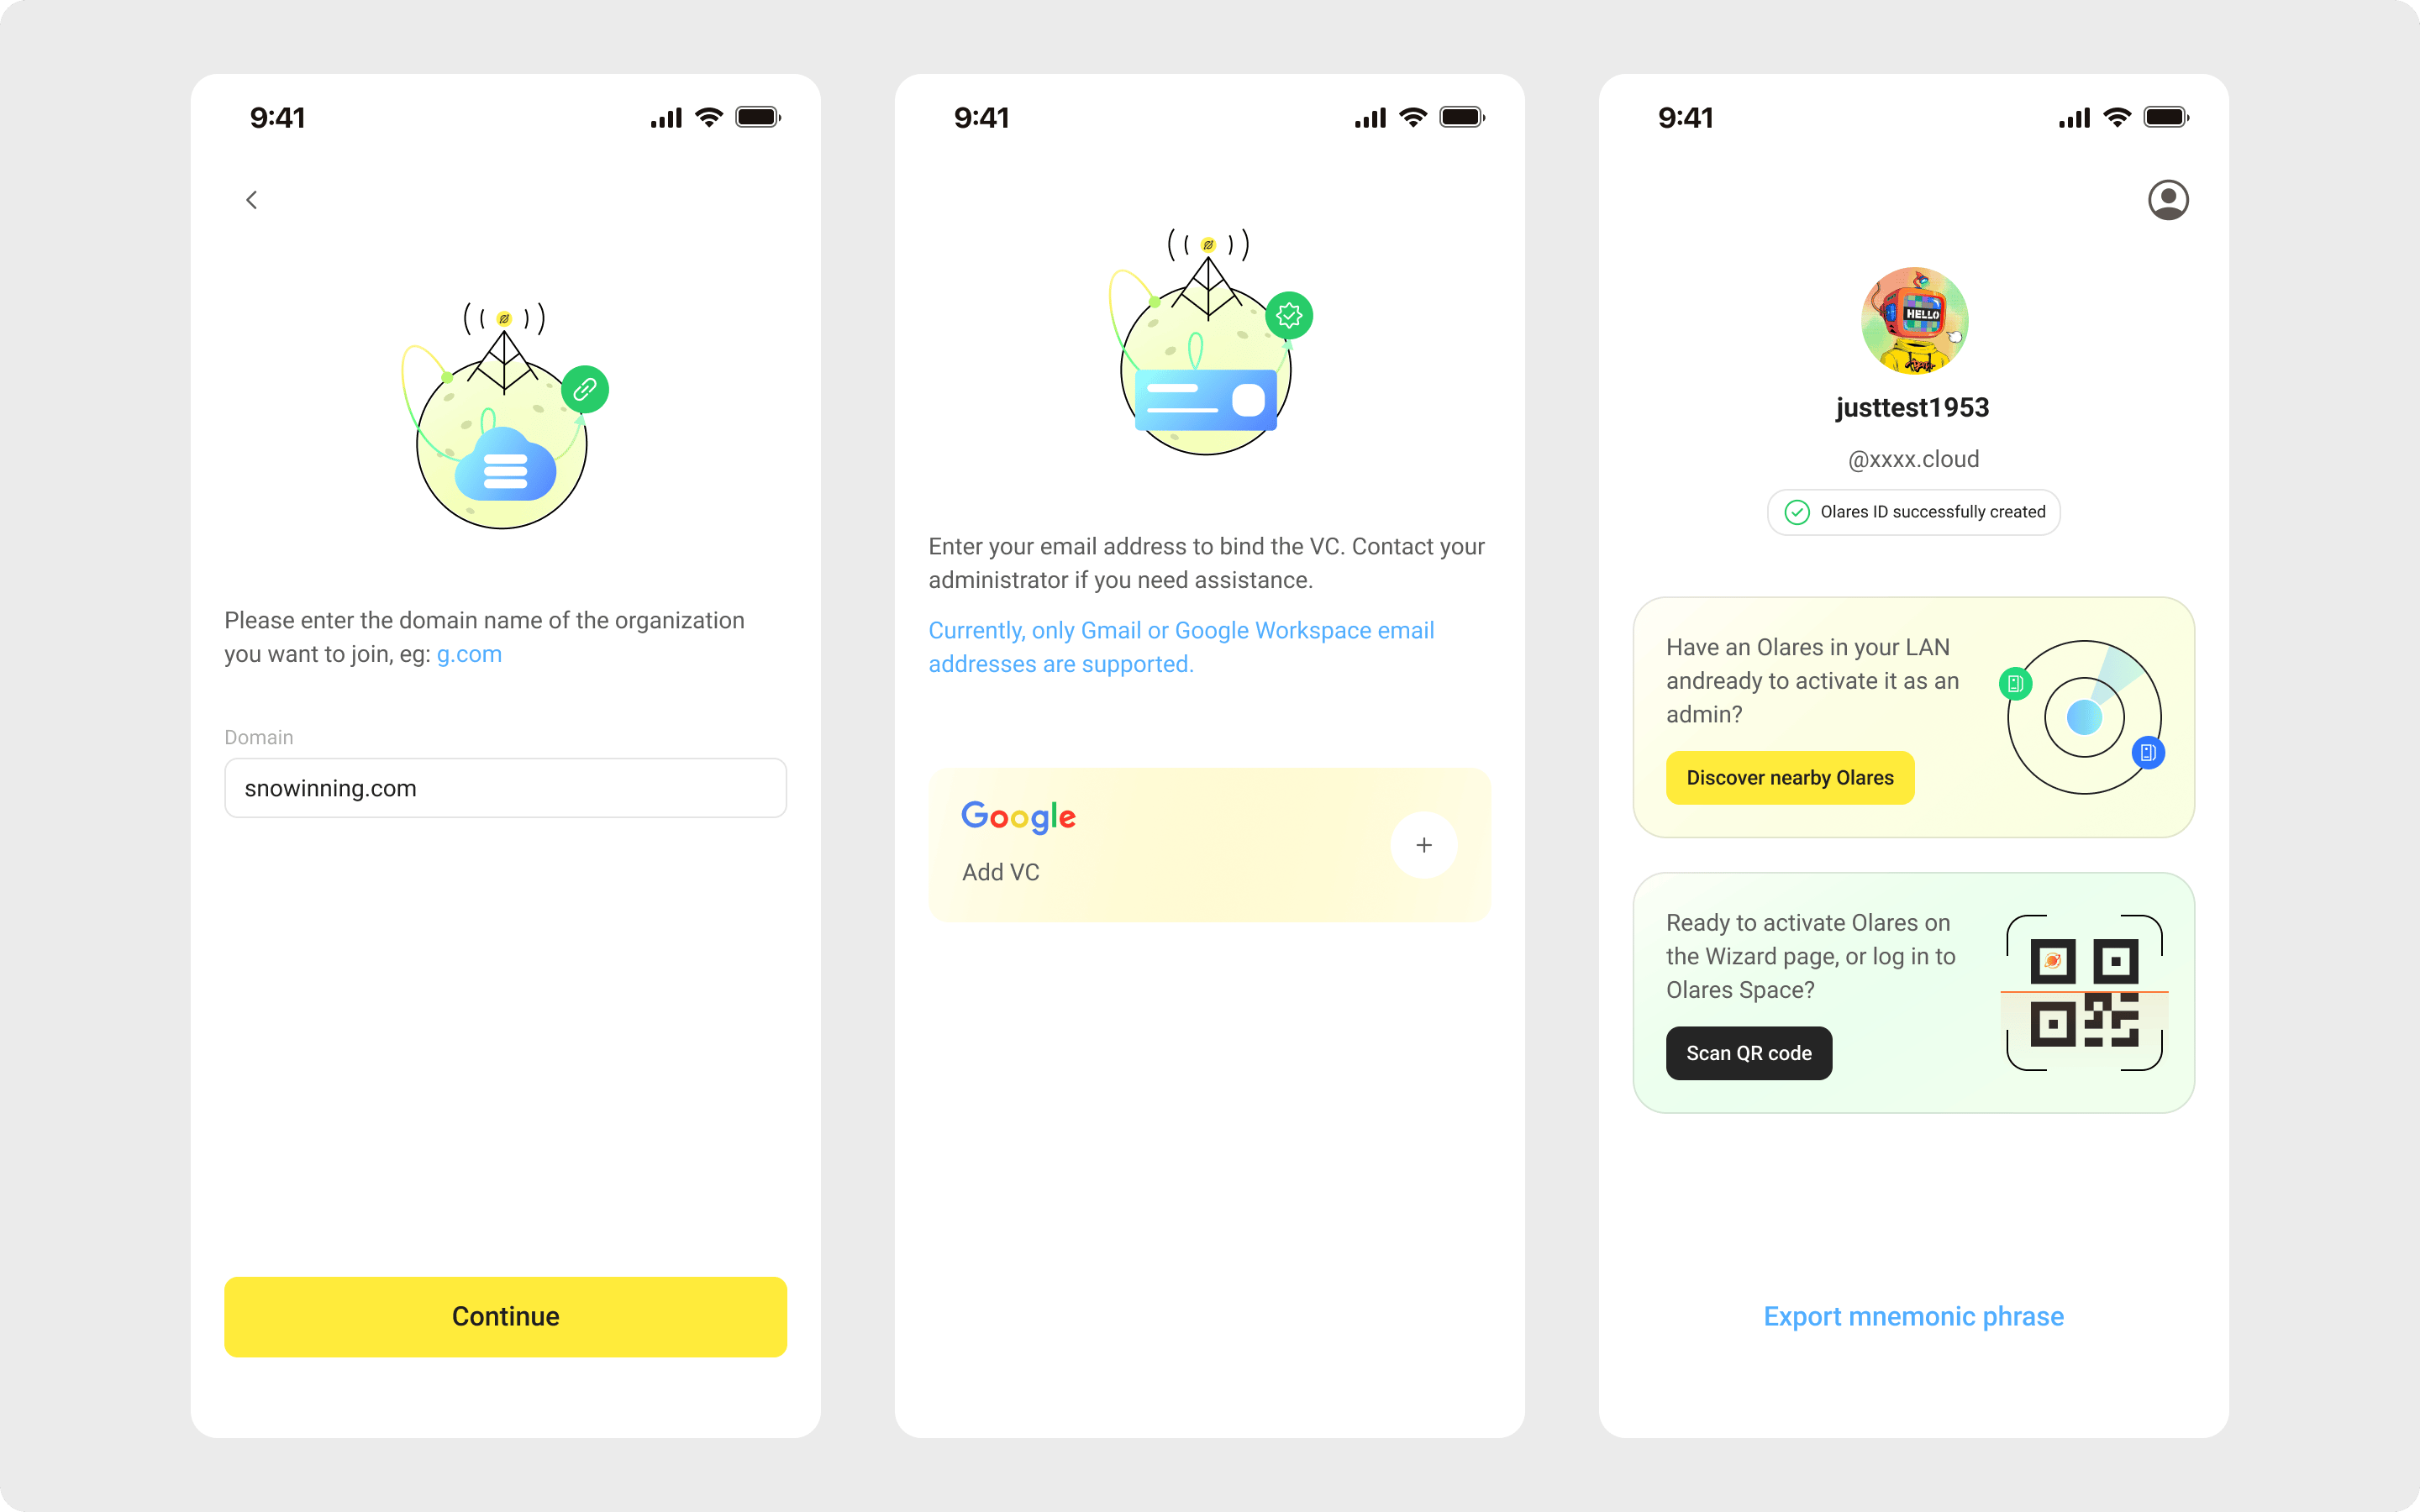 9:41
Please enter the domain name of the organization
you want to join, eg: g.com
Domain
snowinning.com
Continue
9:41
Enter your email address to bind the VC. Contact your
administrator if you need assistance.
Currently, only Gmail or Google Workspace email
addresses are supported.
Google
Add VC
9:41
HELLO
justtest1953
@xxxx.cloud
Olares ID successfully created
Have an Olares in your LAN
andready to activate it as an
admin?
Discover nearby Olares
Ready to activate Olares on
the Wizard page, or log in to
Olares Space?
Scan QR code
Export mnemonic phrase